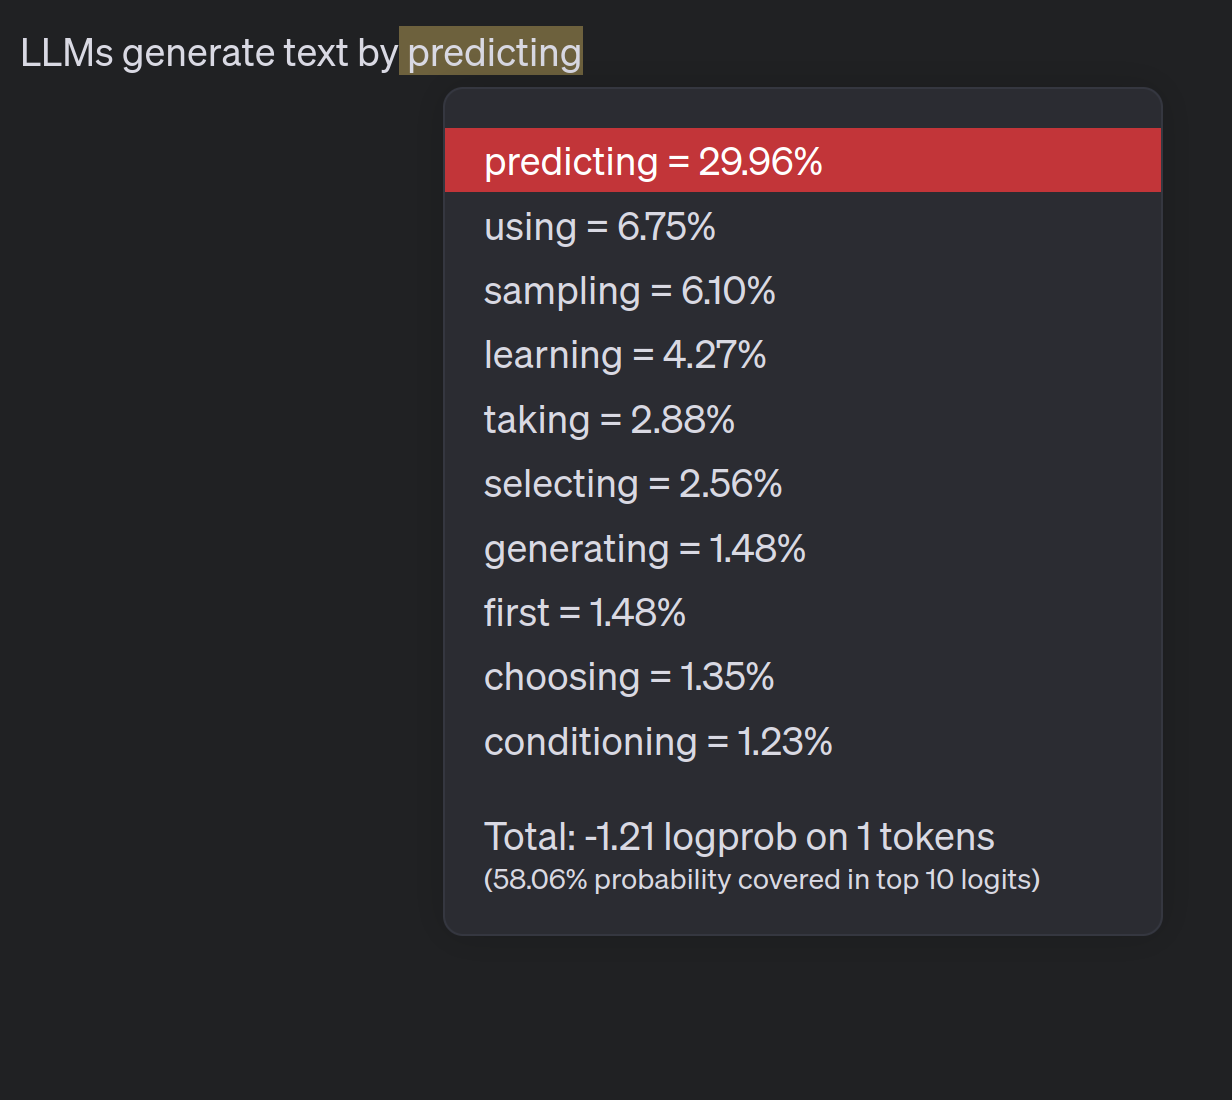 LLMs generate text by predicting
predicting = 29.96%
using = 6.75%
sampling = 6.10%
learning = 4.27%
taking = 2.88%
selecting = 2.56%
generating = 1.48%
first = 1.48%
choosing = 1.35%
conditioning = 1.23%
Total: -1.21 logprob on 1 tokens
(58.06% probability covered in top 10 logits)